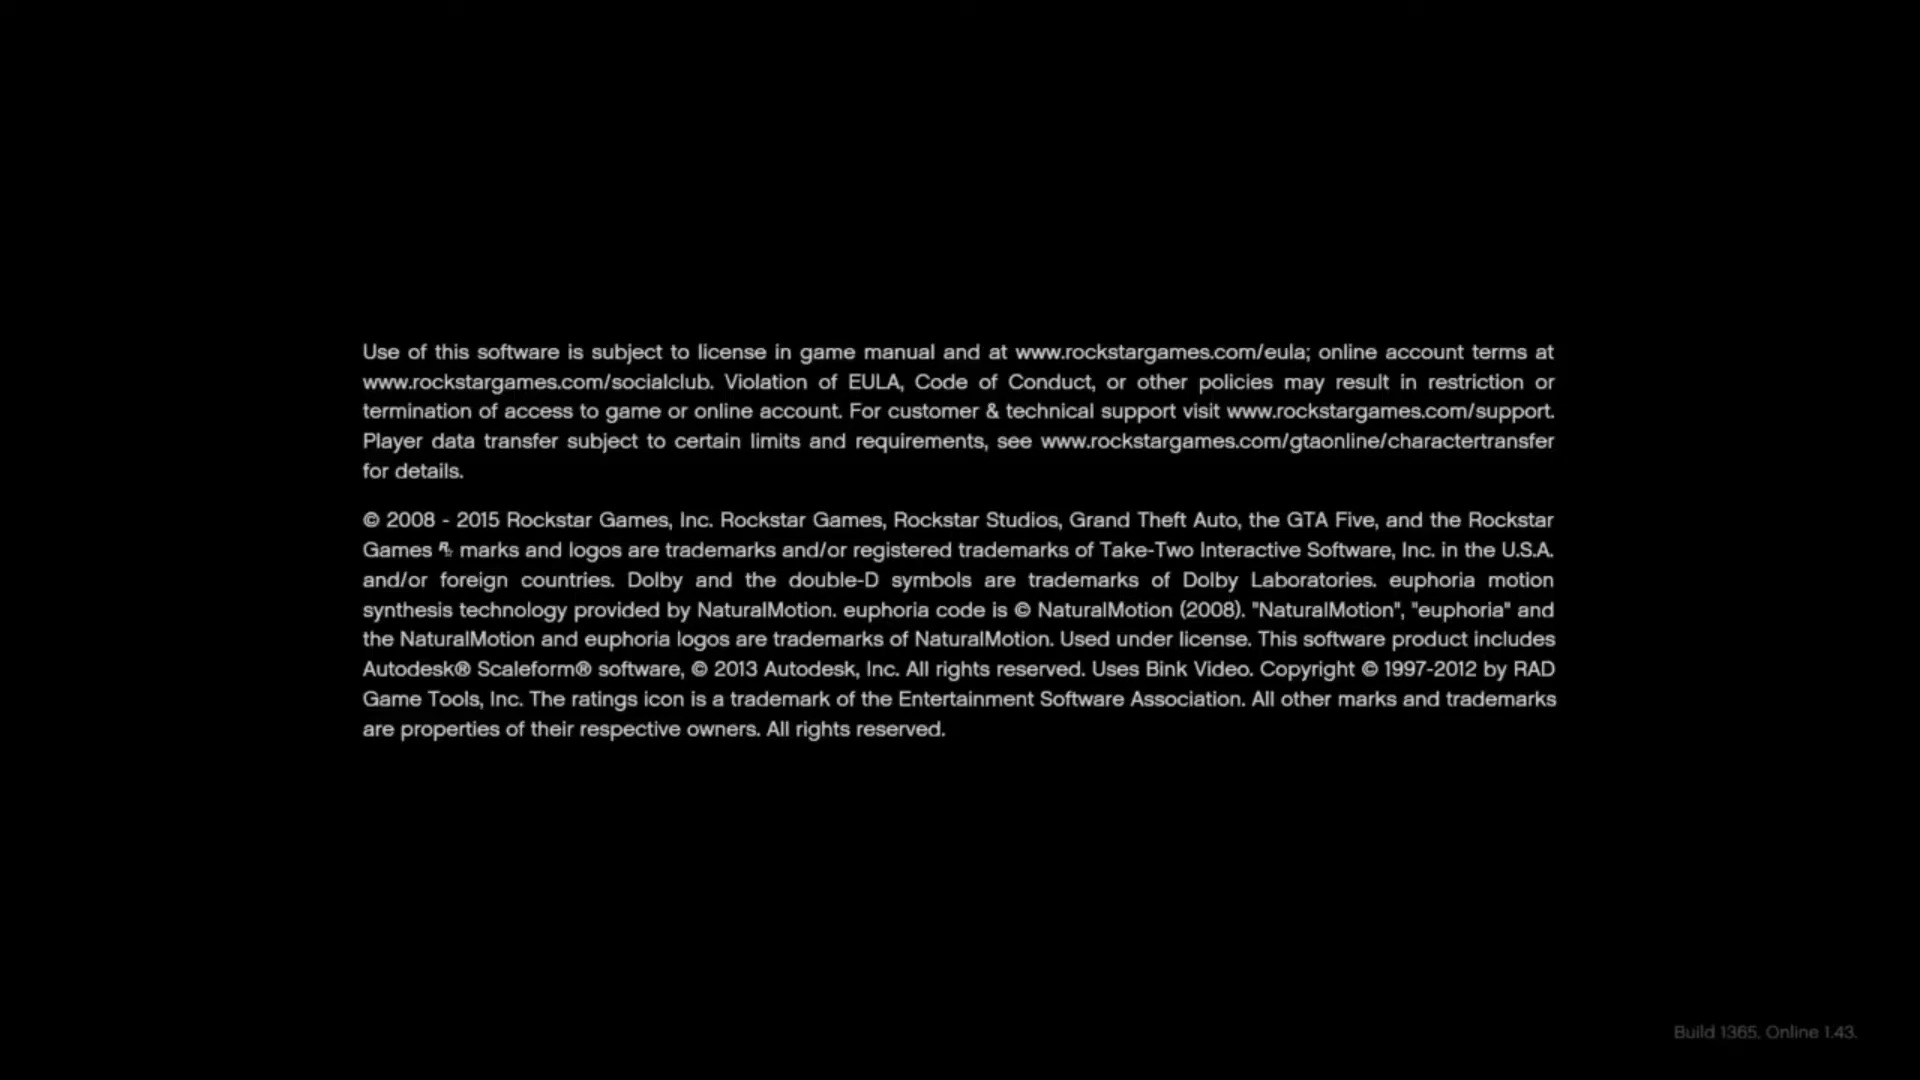 Use of this software is subject to license in game manual and at www.rockstargames.com/eula; online account terms at
www.rockstargames.com/socialclub. Violation of EULA, Code of Conduct, or other policies may result in restriction or
termination of access to game or online account. For customer & technical support visit www.rockstargames.com/support.
Player data transfer subject to certain limits and requirements, see www.rockstargames.com/gtaonline/charactertransfer
for details.
© 2008 - 2015 Rockstar Games, Inc. Rockstar Games, Rockstar Studios, Grand Theft Auto, the GTA Five, and the Rockstar
Games R* marks and logos are trademarks and/or registered trademarks of Take-Two Interactive Software, Inc. in the U.S.A.
and/or foreign countries. Dolby and the double-D symbols are trademarks of Dolby Laboratories. euphoria motion
synthesis technology provided by NaturalMotion. euphoria code is © NaturalMotion (2008). "NaturalMotion", "euphoria" and
the NaturalMotion and euphoria logos are trademarks of NaturalMotion. Used under license. This software product includes
Autodesk® Scaleform® software, © 2013 Autodesk, Inc. All rights reserved. Uses Bink Video. Copyright © 1997-2012 by RAD
Game Tools, Inc. The ratings icon is a trademark of the Entertainment Software Association. All other marks and trademarks
are properties of their respective owners. All rights reserved.
Build 1365. Online 1.43.